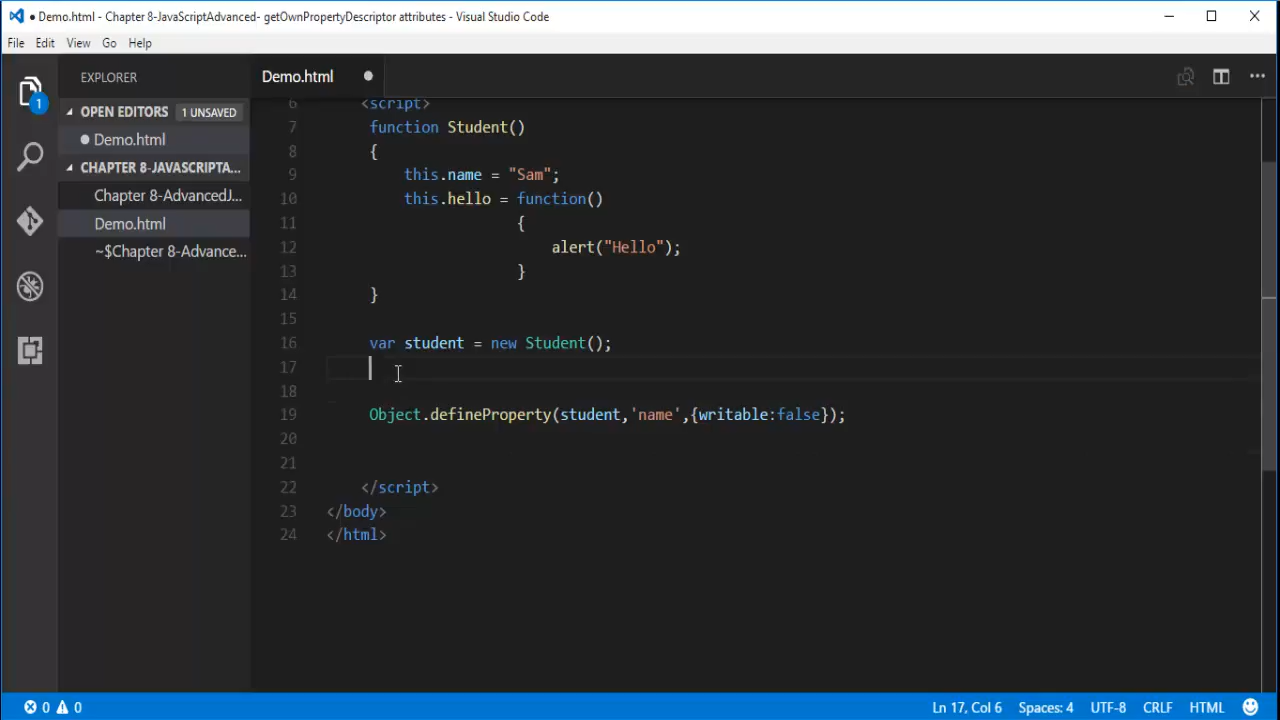 ● Demo.html - Chapter 8-JavaScriptAdvanced- getOwnPropertyDescriptor attributes - Visual Studio Code
File Edit View Go Help
EXPLORER
Demo.html
OPEN EDITORS 1 UNSAVED
Demo.html
CHAPTER 8-JAVASCRIPTA...
Chapter 8-AdvancedJ...
Demo.html
~$Chapter 8-Advance...
1
6 <script>
7 function Student()
8 {
9 this.name = "Sam";
10 this.hello = function()
11 {
12 alert("Hello");
13 }
14 }
15
16 var student = new Student();
17
18
19 Object.defineProperty(student,'name',{writable:false});
20
21
22 </script>
23 </body>
24 </html>
0 0 Ln 17, Col 6 Spaces: 4 UTF-8 CRLF HTML